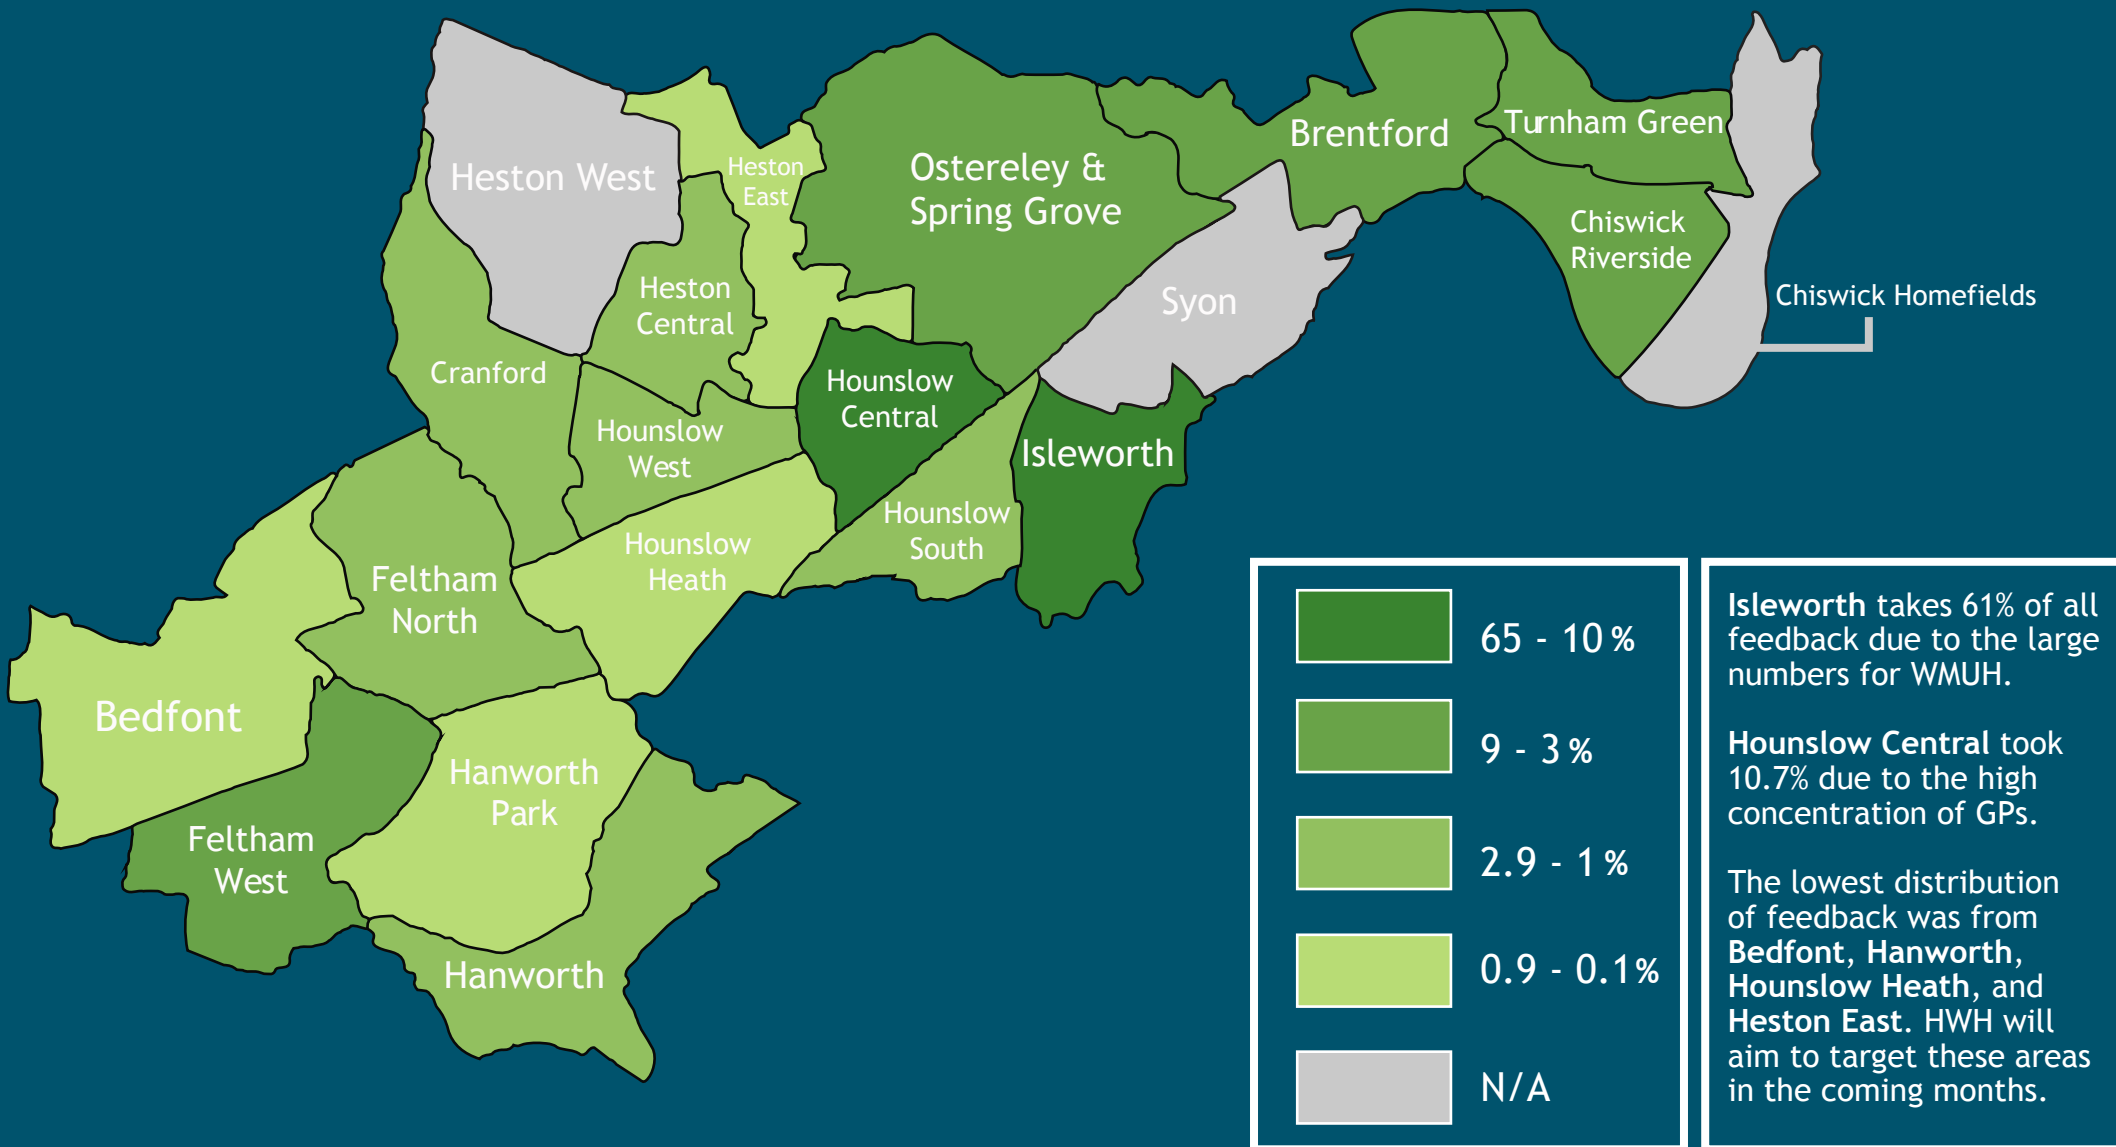 Heston West
Heston
East
Ostereley &
Spring Grove
Brentford
Turnham Green
Chiswick
Riverside
Chiswick Homefields
Heston
Central
Syon
Cranford
Hounslow
Central
Hounslow
West
Isleworth
Hounslow
South
Hounslow
Heath
Feltham
North
Bedfont
Hanworth
Park
Feltham
West
Hanworth
65 - 10 %
9 - 3 %
2.9 - 1 %
0.9 - 0.1%
N/A
Isleworth takes 61% of all
feedback due to the large
numbers for WMUH.
Hounslow Central took
10.7% due to the high
concentration of GPs.
The lowest distribution
of feedback was from
Bedfont, Hanworth,
Hounslow Heath, and
Heston East. HWH will
aim to target these areas
in the coming months.